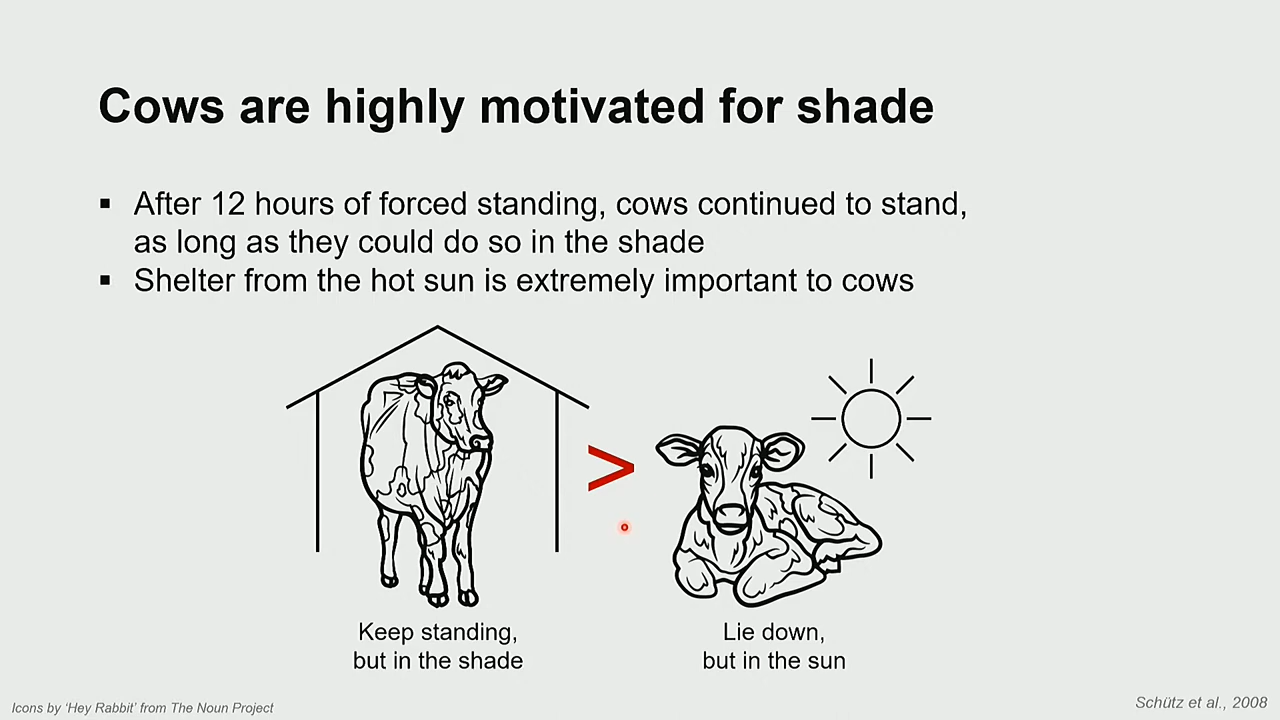 Cows are highly motivated for shade
▪ After 12 hours of forced standing, cows continued to stand,
as long as they could do so in the shade
▪ Shelter from the hot sun is extremely important to cows
>
Keep standing,
but in the shade
Lie down,
but in the sun
Icons by ‘Hey Rabbit’ from The Noun Project
Schütz et al., 2008